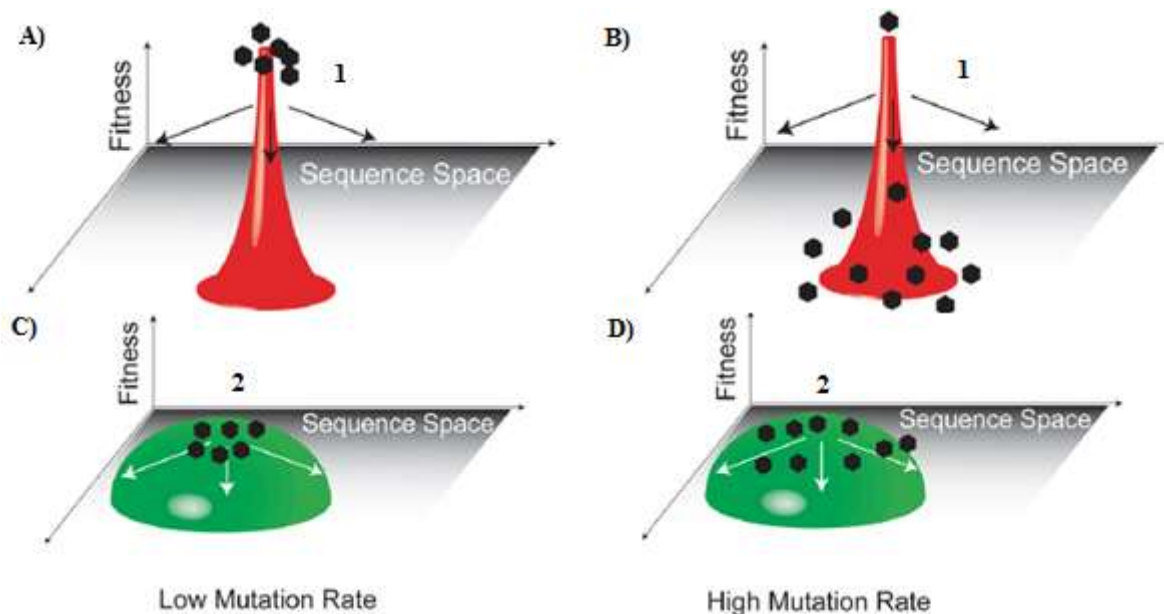 A)
1
Fitness
Sequence Space
B)
1
Fitness
Sequence Space
C)
2
Fitness
Sequence Space
D)
2
Fitness
Sequence Space
Low Mutation Rate
High Mutation Rate